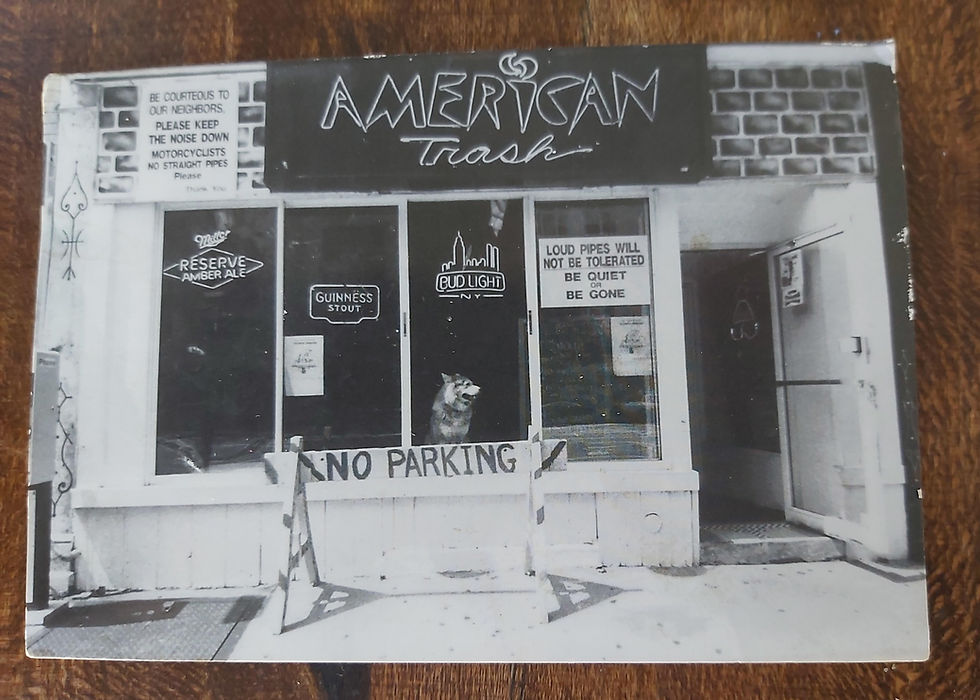 AMERICAN
Trash
BE COURTEOUS TO
OUR NEIGHBORS.
PLEASE KEEP
THE NOISE DOWN
MOTORCYCLISTS
NO STRAIGHT PIPES
Please
Thank You
Miller
RESERVE
AMBER ALE
GUINNESS
STOUT
BUD LIGHT
NY
LOUD PIPES WILL
NOT BE TOLERATED
BE QUIET
OR
BE GONE
NO PARKING